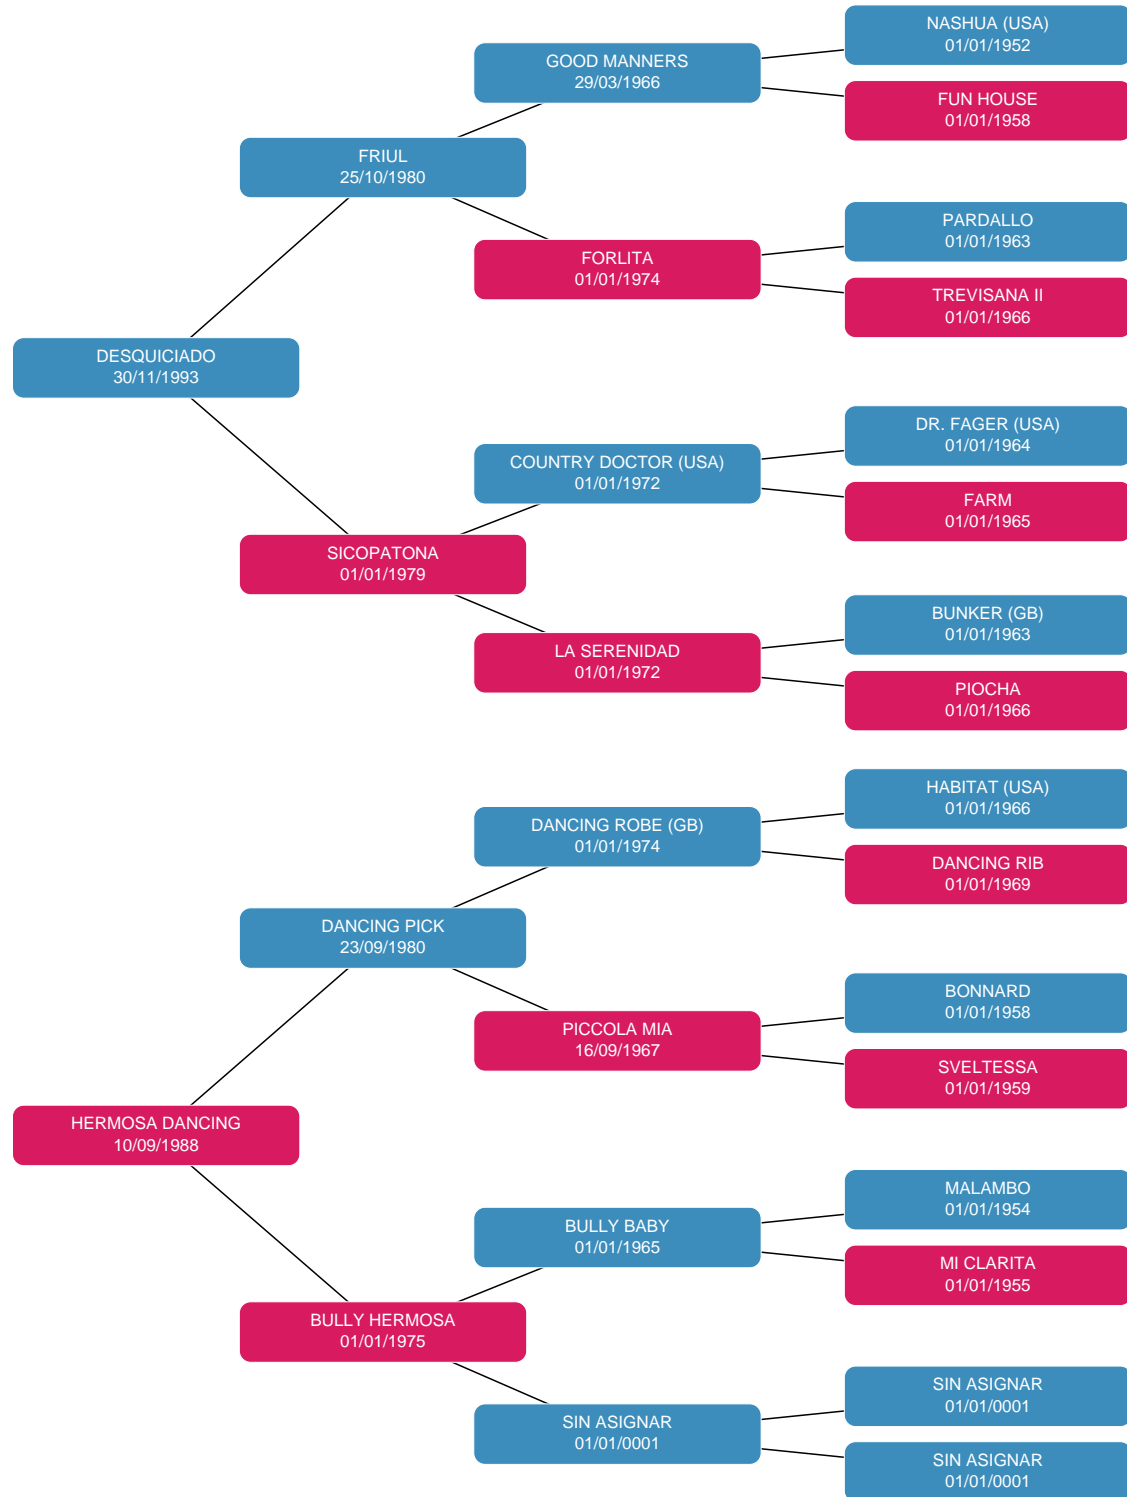 NASHUA (USA)
01/01/1952
GOOD MANNERS
29/03/1966
FUN HOUSE
01/01/1958
FRIUL
25/10/1980
PARDALLO
01/01/1963
FORLITA
01/01/1974
TREVISANA II
01/01/1966
DESQUICIADO
30/11/1993
DR. FAGER (USA)
01/01/1964
COUNTRY DOCTOR (USA)
01/01/1972
FARM
01/01/1965
SICOPATONA
01/01/1979
BUNKER (GB)
01/01/1963
LA SERENIDAD
01/01/1972
PIOCHA
01/01/1966
HABITAT (USA)
01/01/1966
DANCING ROBE (GB)
01/01/1974
DANCING RIB
01/01/1969
DANCING PICK
23/09/1980
BONNARD
01/01/1958
PICCOLA MIA
16/09/1967
SVELTESSA
01/01/1959
HERMOSA DANCING
10/09/1988
MALAMBO
01/01/1954
BULLY BABY
01/01/1965
MI CLARITA
01/01/1955
BULLY HERMOSA
01/01/1975
SIN ASIGNAR
01/01/0001
SIN ASIGNAR
01/01/0001
SIN ASIGNAR
01/01/0001